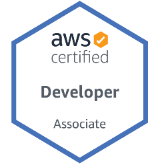 aws
certified
Developer
Associate